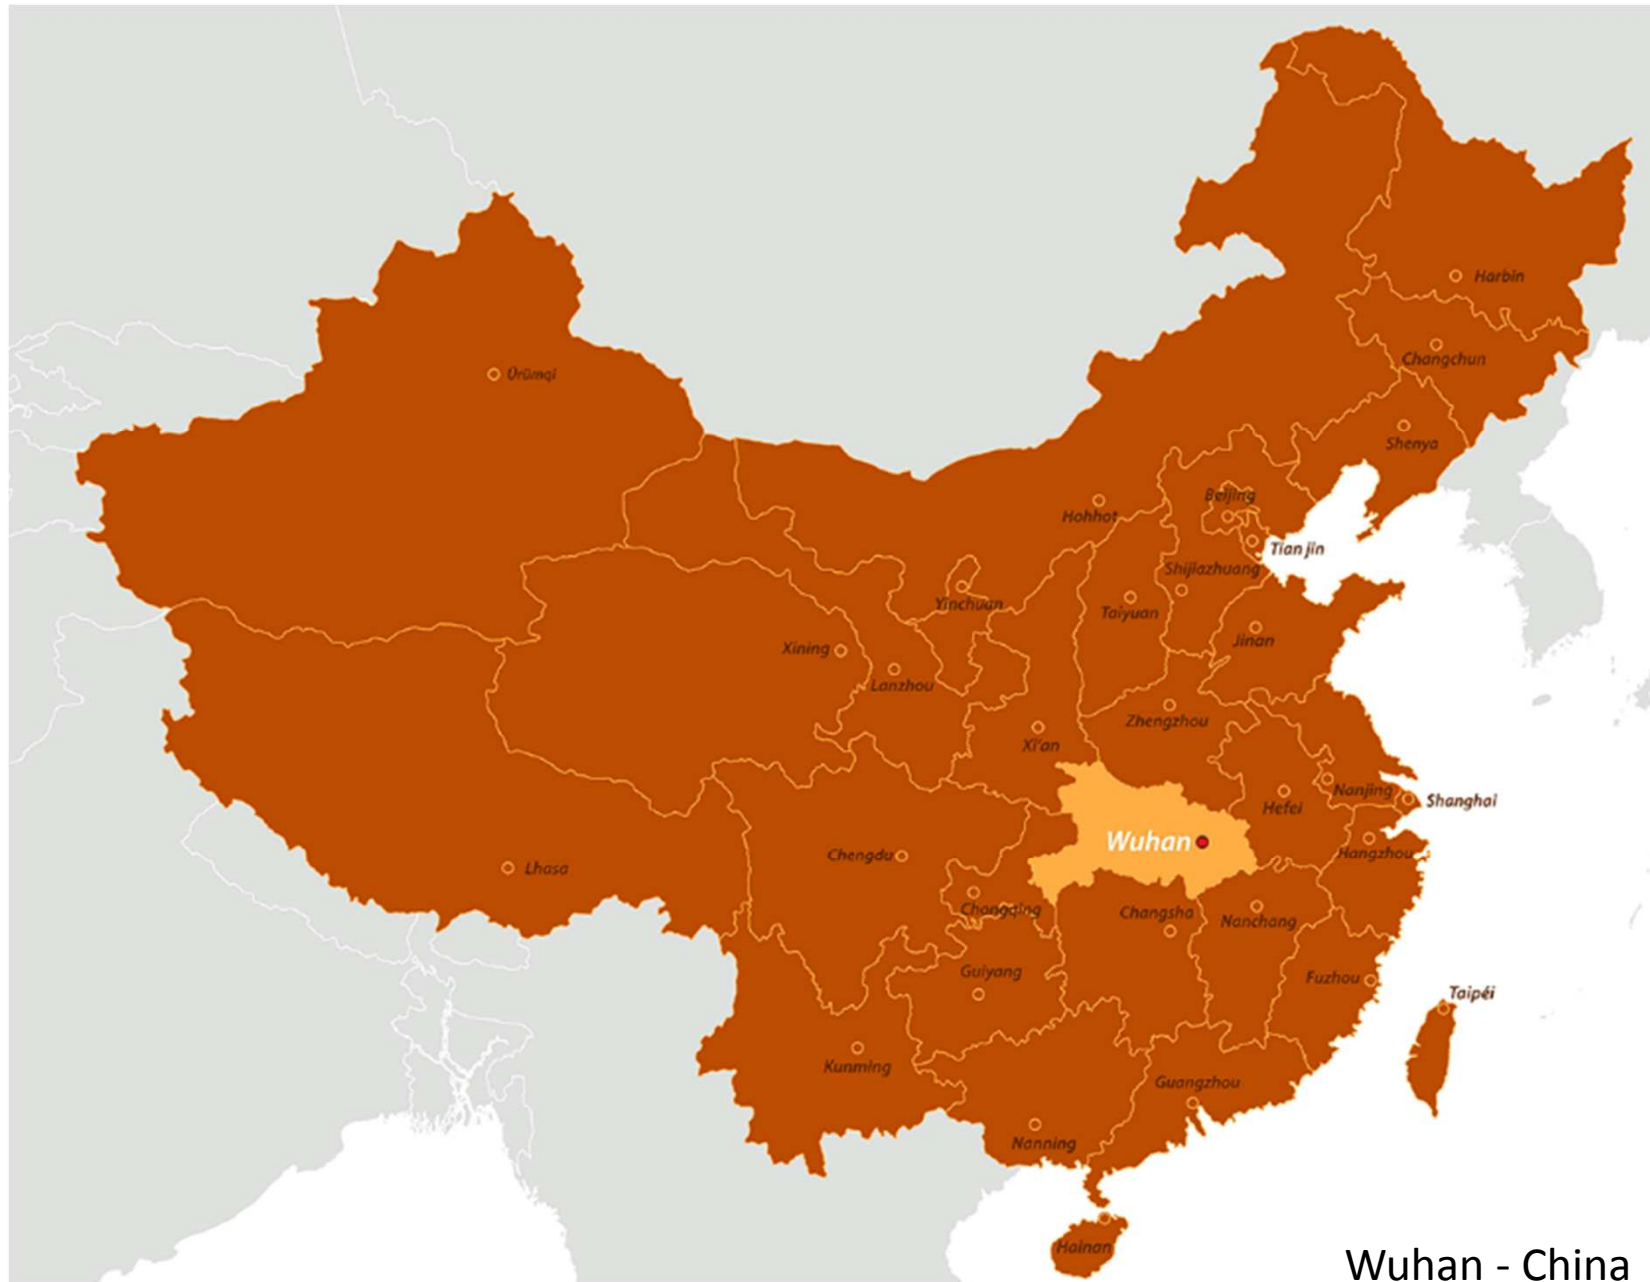 Harbin
Changchun
Ürümqi
Shenya
Beijing
Hohhot
Tian jin
Shijiazhuang
Yinchuan
Taiyuan
Jinan
Xining
Lanzhou
Zhengzhou
Xi'an
Nanjing
Shanghai
Hefei
Wuhan
Hangzhou
Chengdu
Lhasa
Chongqing
Changsha
Nanchang
Guiyang
Fuzhou
Taipéi
Kunming
Guangzhou
Nanning
Hainan
Wuhan - China